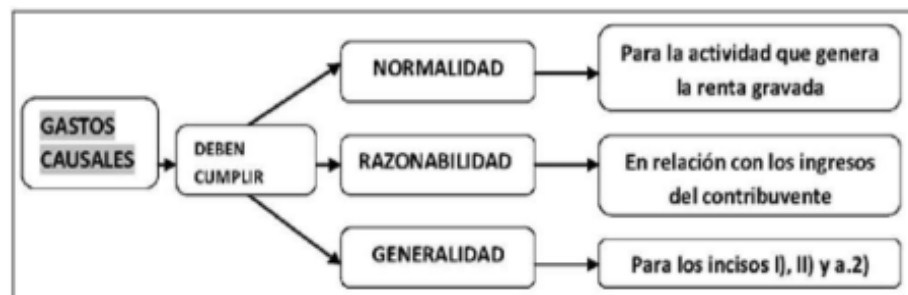 GASTOS
CAUSALES
DEBEN
CUMPLIR
NORMALIDAD
Para la actividad que genera
la renta gravada
RAZONABILIDAD
En relación con los ingresos
del contribuvente
GENERALIDAD
Para los incisos l), ll) y a.2)